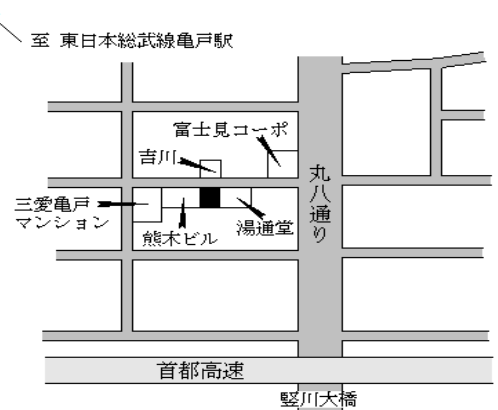 至 東日本総武線亀戸駅
富士見コーポ
吉川
丸八通り
三愛亀戸
マンション
湯通堂
熊木ビル
首都高速
竪川大橋